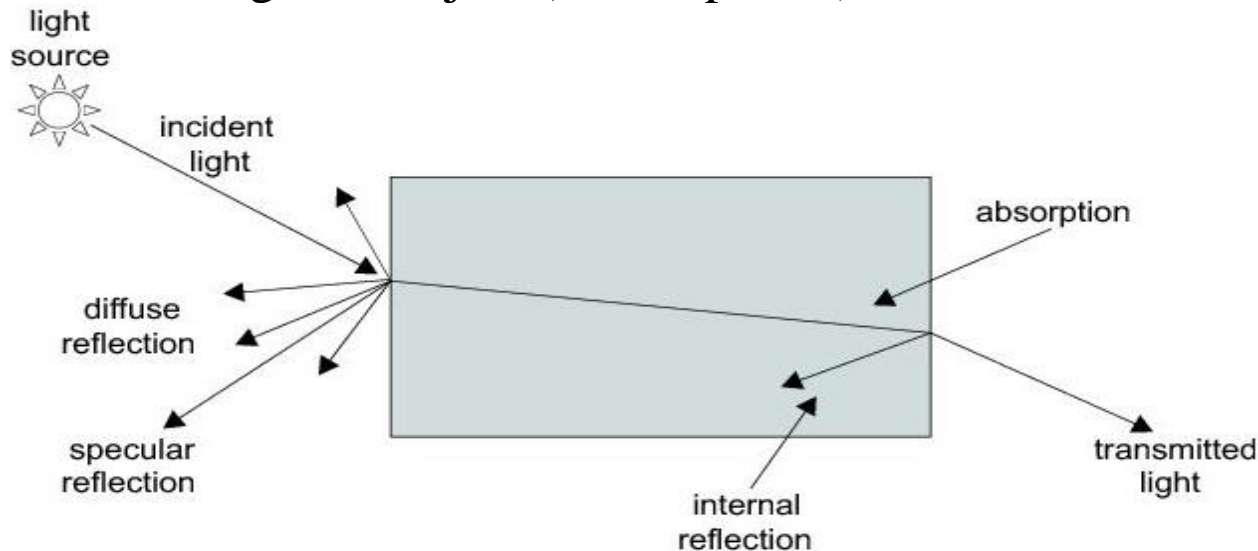 light
source
incident
light
absorption
diffuse
reflection
specular
reflection
transmitted
light
internal
reflection